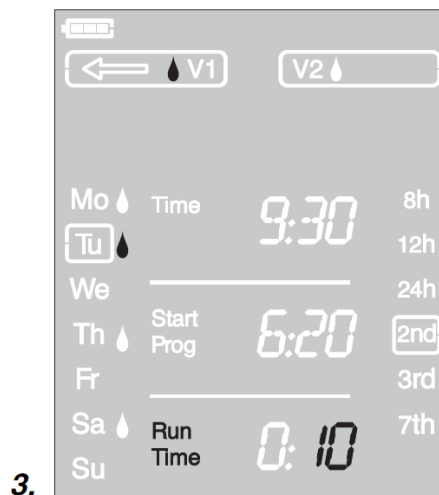 V1 V2
Mo Time 9:30 8h
Tu 12h
We 24h
Th Start Prog 6:20 2nd
Fr 3rd
Sa Run Time 0:10 7th
Su
3.